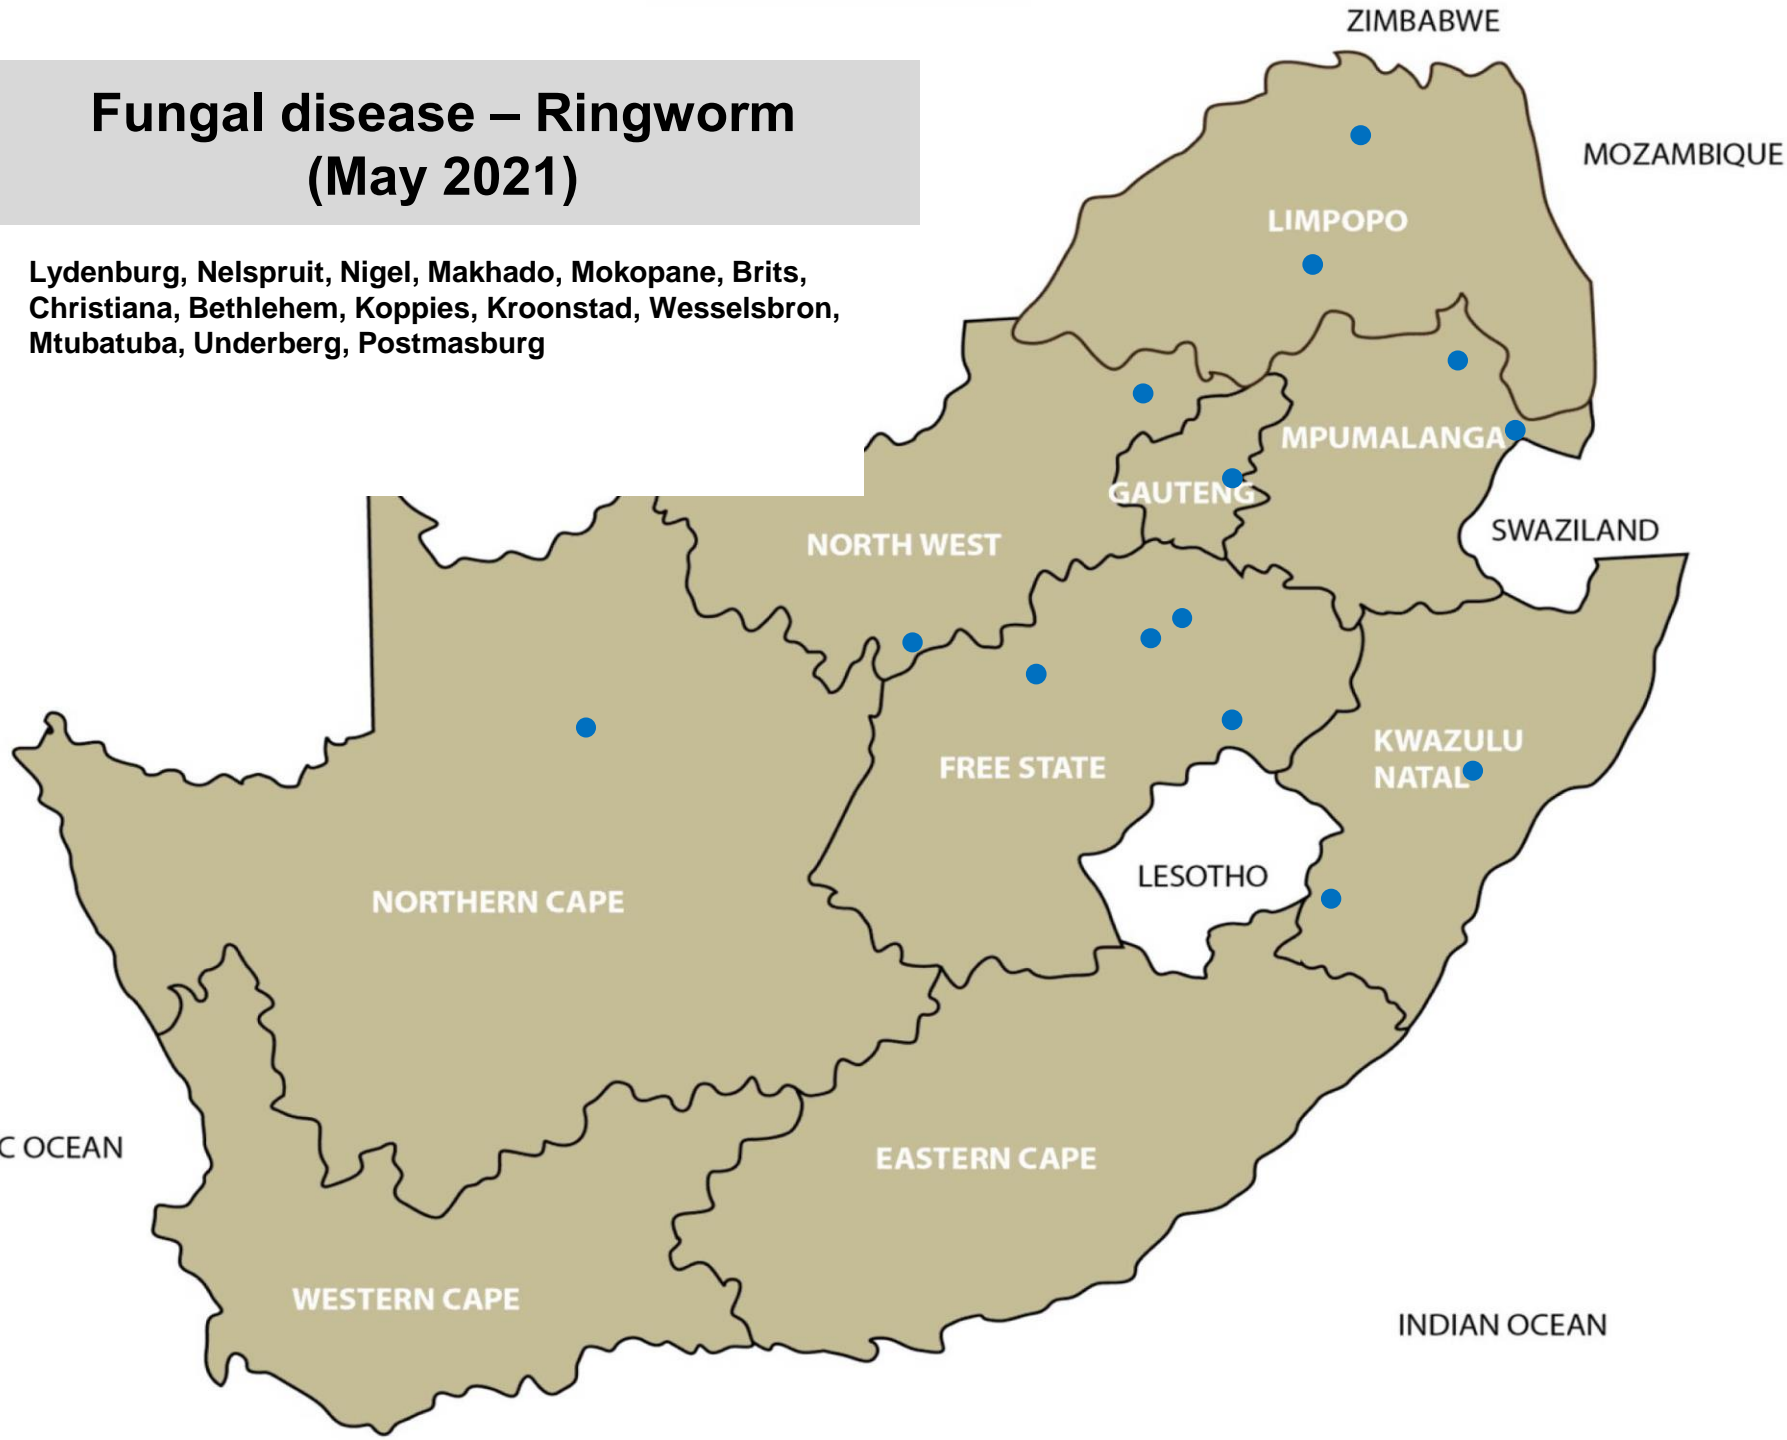 ZIMBABWE
Fungal disease – Ringworm
(May 2021)
MOZAMBIQUE
LIMPOPO
Lydenburg, Nelspruit, Nigel, Makhado, Mokopane, Brits,
Christiana, Bethlehem, Koppies, Kroonstad, Wesselsbron,
Mtubatuba, Underberg, Postmasburg
MPUMALANGA
GAUTENG
SWAZILAND
NORTH WEST
KWAZULU
NATAL
FREE STATE
LESOTHO
NORTHERN CAPE
C OCEAN
EASTERN CAPE
WESTERN CAPE
INDIAN OCEAN